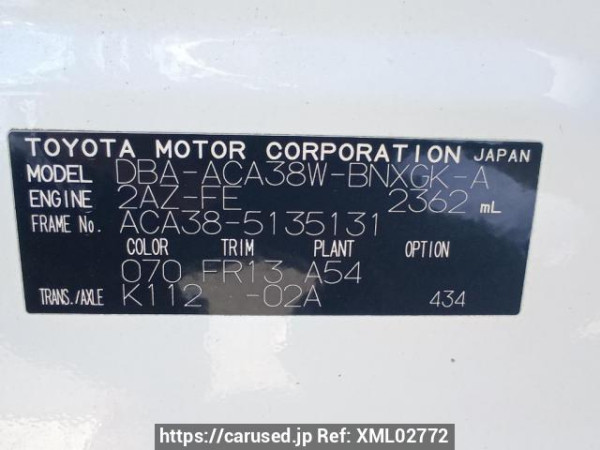 TOYOTA MOTOR CORPORATION JAPAN
MODEL DBA-ACA38W-BNXGK-A
ENGINE 2AZ-FE 2362 mL
FRAME No. ACA38-5135131
COLOR TRIM PLANT OPTION
070 FR13 A54
TRANS./AXLE K112 -02A 434
https://carused.jp Ref: XML02772